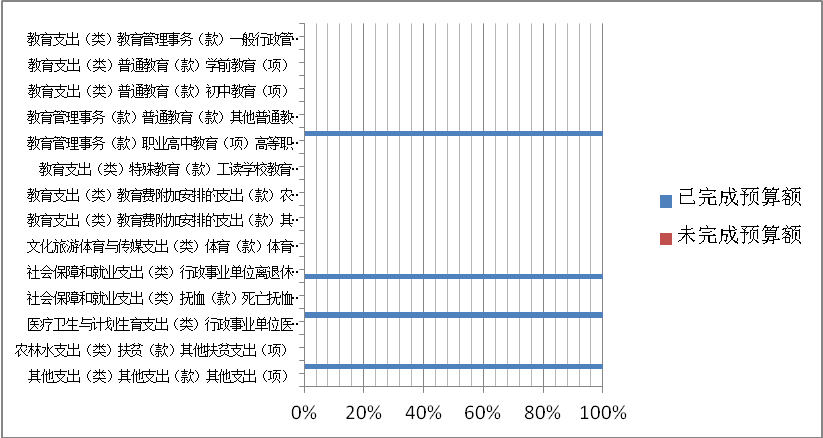 教育支出（类）教育管理事务（款）一般行政管…
教育支出（类）普通教育（款）学前教育（项）
教育支出（类）普通教育（款）初中教育（项）
教育管理事务（款）普通教育（款）其他普通教…
教育管理事务（款）职业高中教育（项）高等职…
教育支出（类）特殊教育（款）工读学校教育…
教育支出（类）教育费附加安排的支出（款）农…
教育支出（类）教育费附加安排的支出（款）其…
文化旅游体育与传媒支出（类）体育（款）体育…
社会保障和就业支出（类）行政事业单位离退休…
社会保障和就业支出（类）抚恤（款）死亡抚恤…
医疗卫生与计划生育支出（类）行政事业单位医…
农林水支出（类）扶贫（款）其他扶贫支出（项）
其他支出（类）其他支出（款）其他支出（项）
0% 20% 40% 60% 80% 100%
已完成预算额
未完成预算额